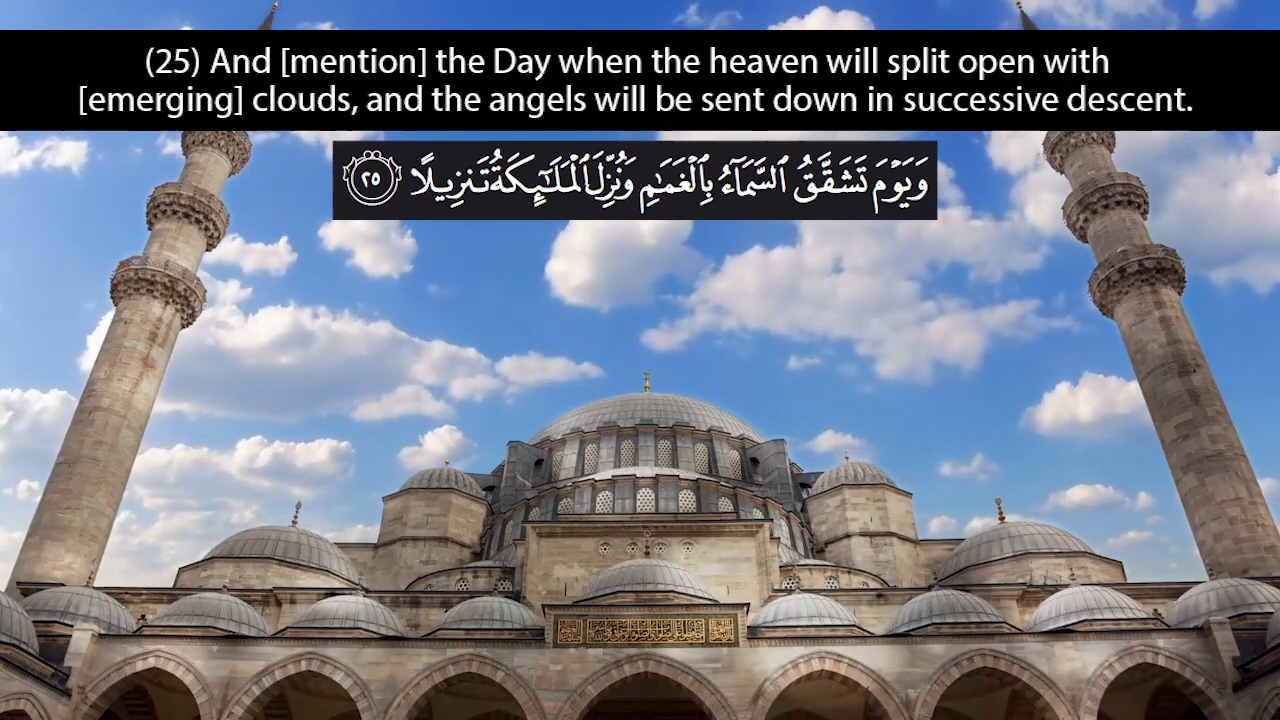 (25) And [mention] the Day when the heaven will split open with
[emerging] clouds, and the angels will be sent down in successive descent.
وَيَوْمَ تَشَقَّقُ ٱلسَّمَآءُ بِٱلْغَمَٰمِ وَنُزِّلَ ٱلْمَلَٰٓئِكَةُ تَنزِيلًا ٢٥